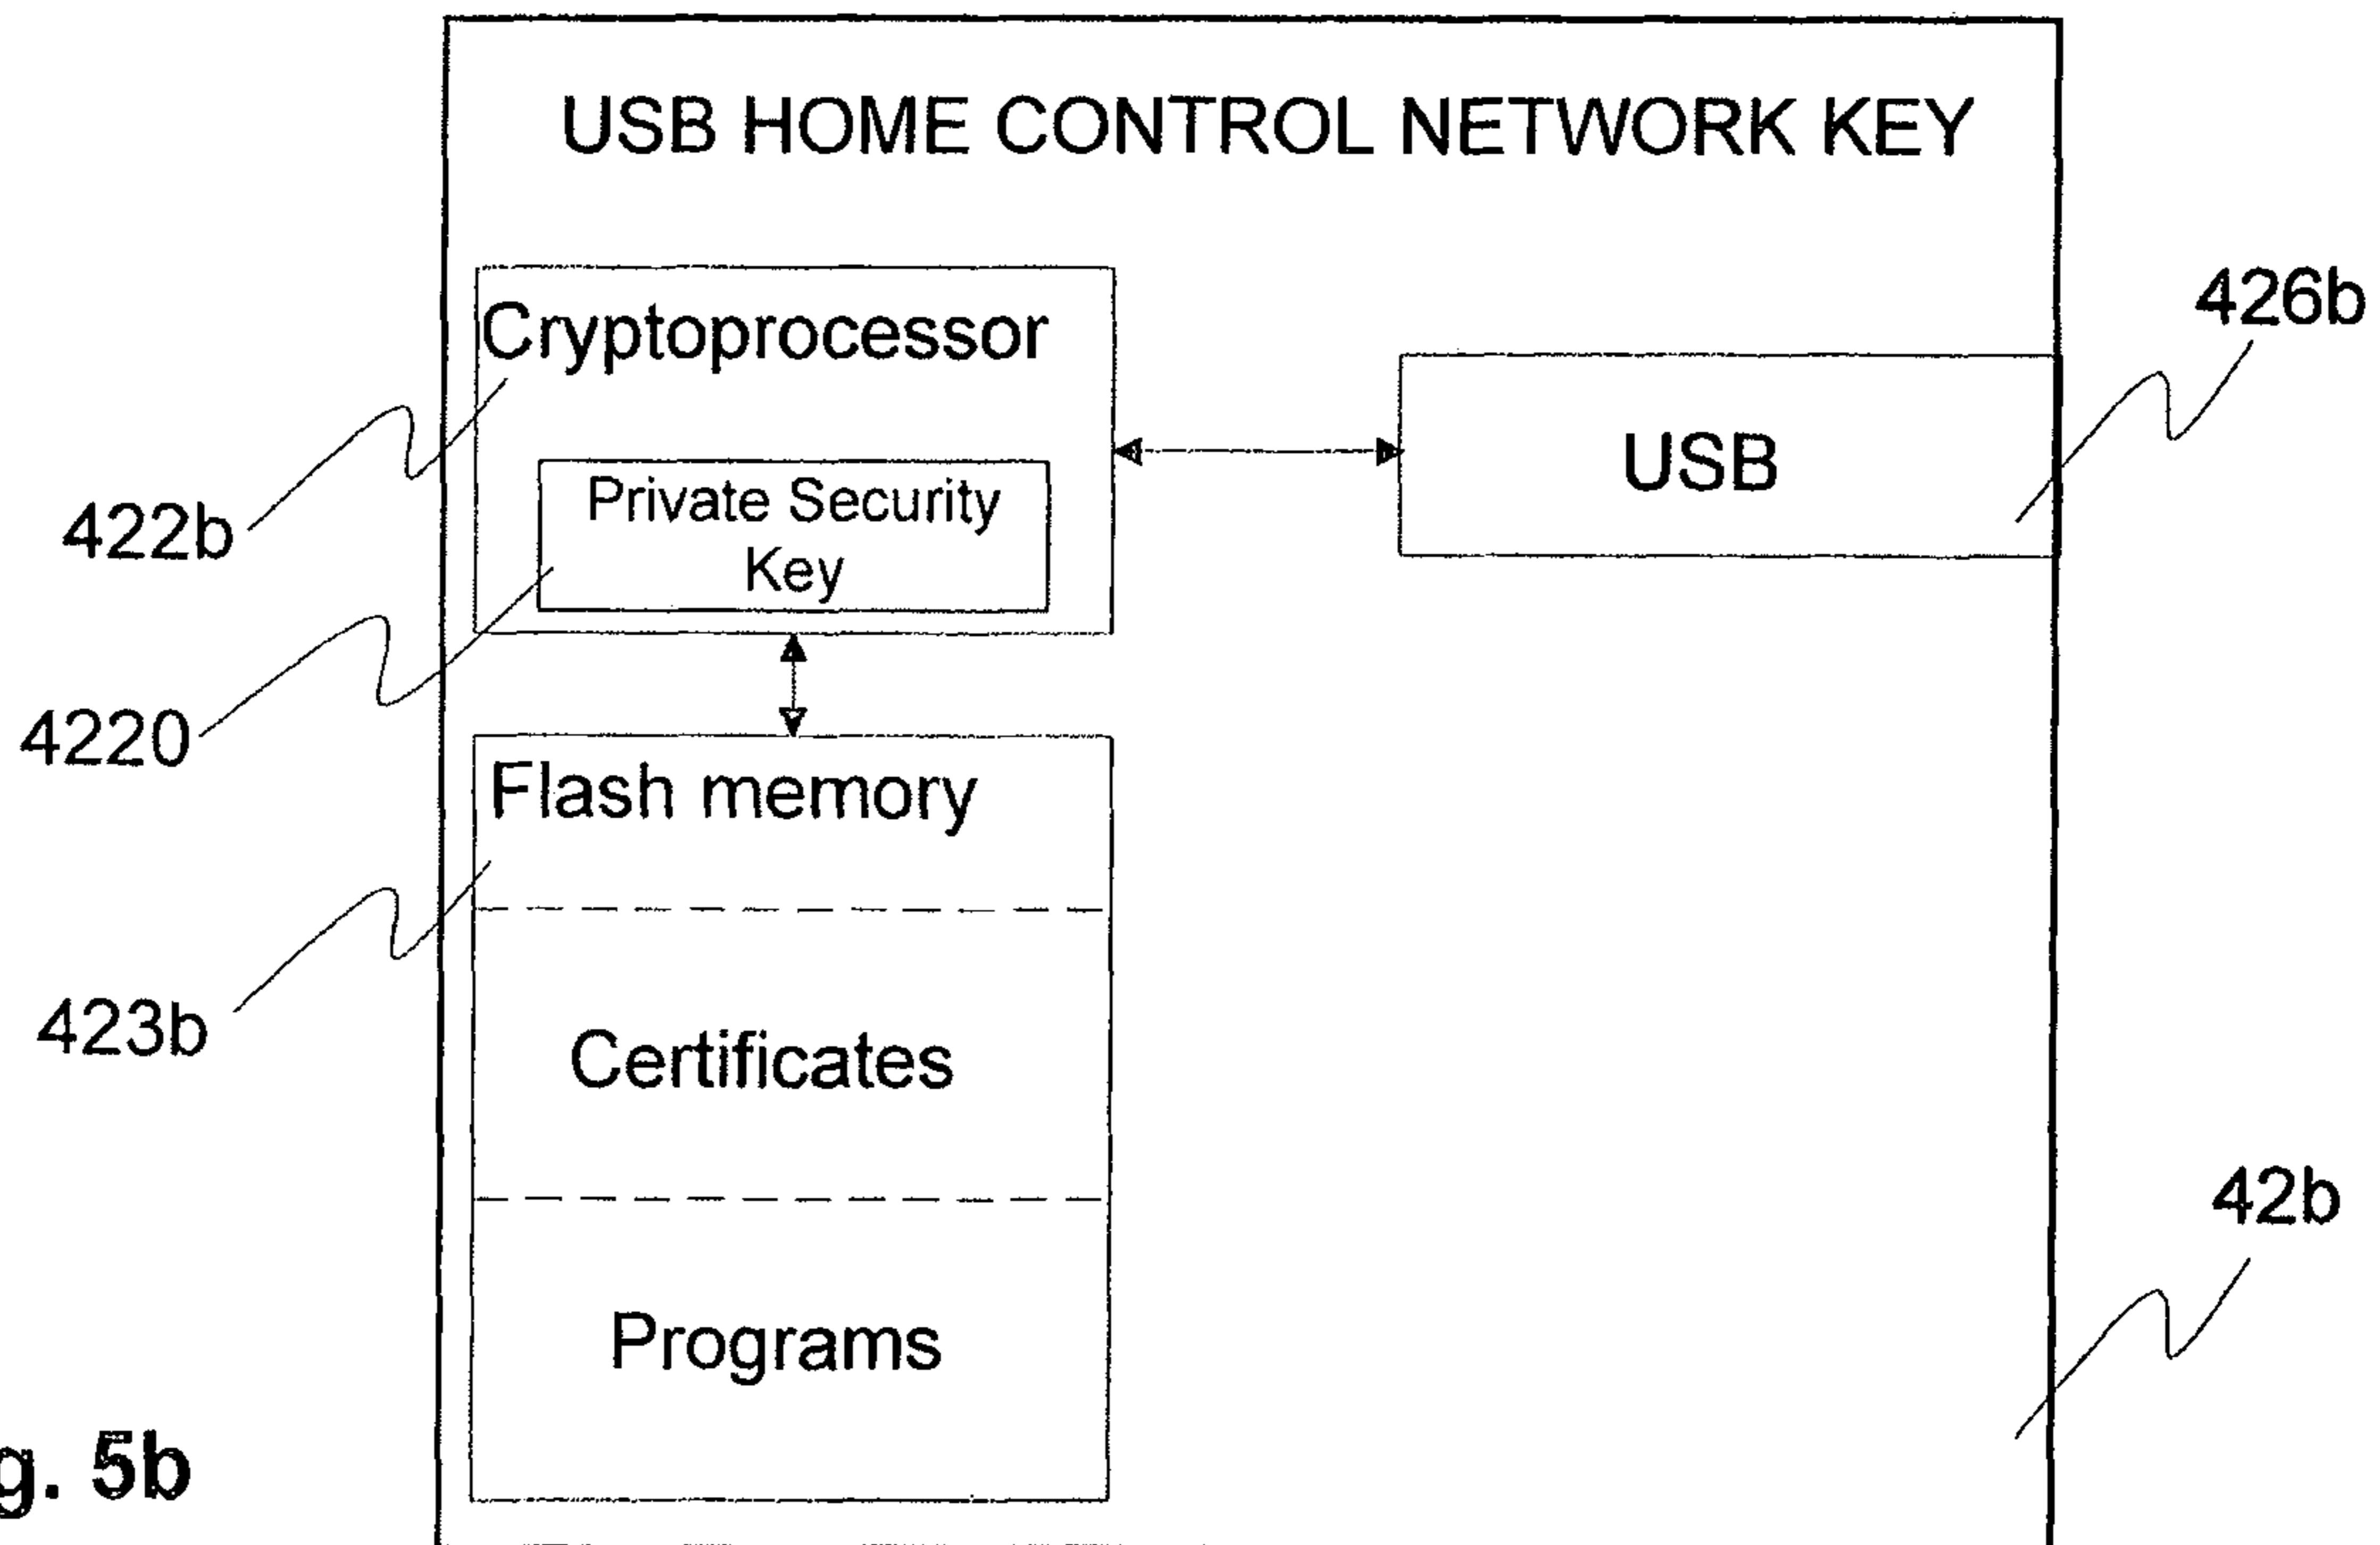 USB HOME CONTROL NETWORK KEY
Cryptoprocessor
426b
USB
Private Security
Key
422b
4220
Flash memory
423b
Certificates
42b
Programs
g. 5b